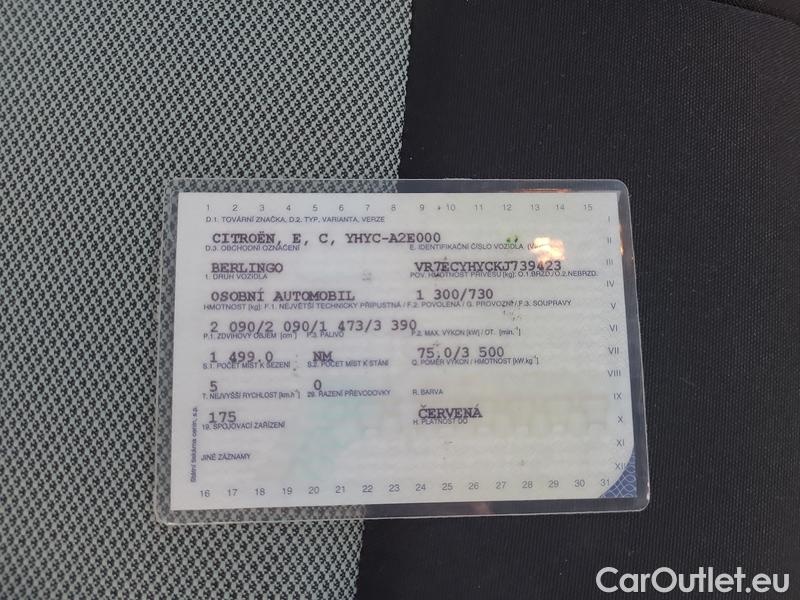 1 2 3 4 5 6 7 8 9 10 11 12 13 14 15
D.1. TOVÁRNÍ ZNAČKA, D.2. TYP, VARIANTA, VERZE I
CITROËN, E, C, YHYC-A2E000 II
D.3. OBCHODNÍ OZNAČENÍ E. IDENTIFIKAČNÍ ČÍSLO VOZIDLA
BERLINGO VR7ECYHYCKJ739423 III
1. DRUH VOZIDLA POV. HMOTNOST PŘÍVĚSU [kg]: O.1.BRZD./O.2.NEBRZD.
OSOBNÍ AUTOMOBIL 1 300/730 IV
HMOTNOST [kg]: F.1. NEJVĚTŠÍ TECHNICKY PŘÍPUSTNÁ / F.2. POVOLENÁ / G. PROVOZNÍ / F.3. SOUPRAVY V
2 090/2 090/1 473/3 390 VI
P.1. ZDVIHOVÝ OBJEM [cm³] P.3. PALIVO P.2. MAX. VÝKON [kW] / OT. [min.⁻¹]
1 499.0 NM 75.0/3 500 VII
S.1. POČET MÍST K SEZENÍ S.2. POČET MÍST K STÁNÍ Q. POMĚR VÝKON / HMOTNOST [kW.kg⁻¹]
5 0 VIII
T. NEJVYŠŠÍ RYCHLOST [km.h⁻¹] 29. ŘAZENÍ PŘEVODOVKY R. BARVA IX
175 ČERVENÁ X
19. SPOJOVACÍ ZAŘÍZENÍ H. PLATNOST DO
XI
JINÉ ZÁZNAMY XII
16 17 18 19 20 21 22 23 24 25 26 27 28 29 30 31
Státní tiskárna cenin, s.p.
CarOutlet.eu